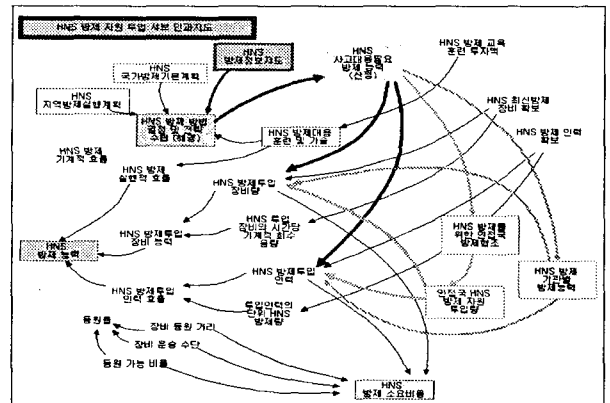 HNS 방제 자원 투입 서브 인과지도
HNS
방제정보지도
HNS
국가방제기본계획
HNS
지역방제실행계획
HNS 방제 방법
결정 및 전략
수립 (해경)
HNS
사고대응필요
방제 능력
(산정)
HNS 방제 교육
훈련 투자액
HNS 최신방제
장비 확보
HNS 방제 인력
확보
HNS 방제대응
훈련 및 기술
HNS 방제
기계적 효율
HNS 방제
실행적 효율
HNS 방제투입
장비량
HNS
방제 능력
HNS 방제투입
장비 능력
HNS 투입
장비의 시간당
기계적 회수
용량
HNS 방제를
위한 인접국
방제협조
HNS 방제투입
인력
HNS 방제
기관별
방제능력
인접국 HNS
방제 자원
투입량
HNS 방제투입
인력 효율
투입인력의
단위 HNS
방제량
동원율
장비 동원 거리
장비 운송 수단
동원 가능 비율
HNS
방제 소요비용